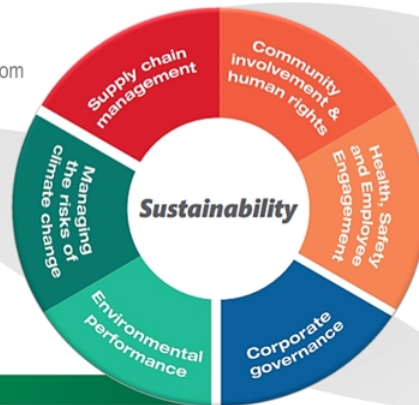 om
Supply chain
management
Community
involvement &
human rights
Health, Safety
and Employee
Engagement
Corporate
governance
Environmental
performance
Managing
the risks of
climate change
Sustainability